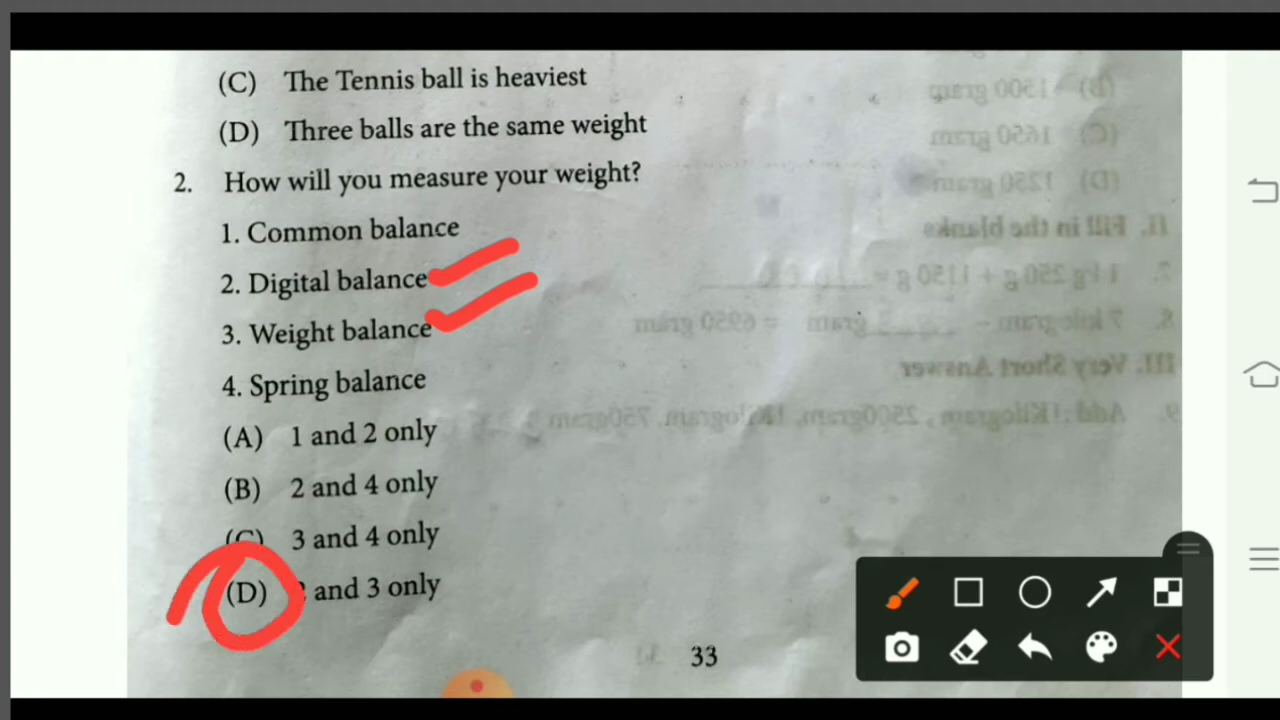 (C) The Tennis ball is heaviest
(D) Three balls are the same weight
2. How will you measure your weight?
1. Common balance
2. Digital balance
3. Weight balance
4. Spring balance
(A) 1 and 2 only
(B) 2 and 4 only
(C) 3 and 4 only
(D) and 3 only
33